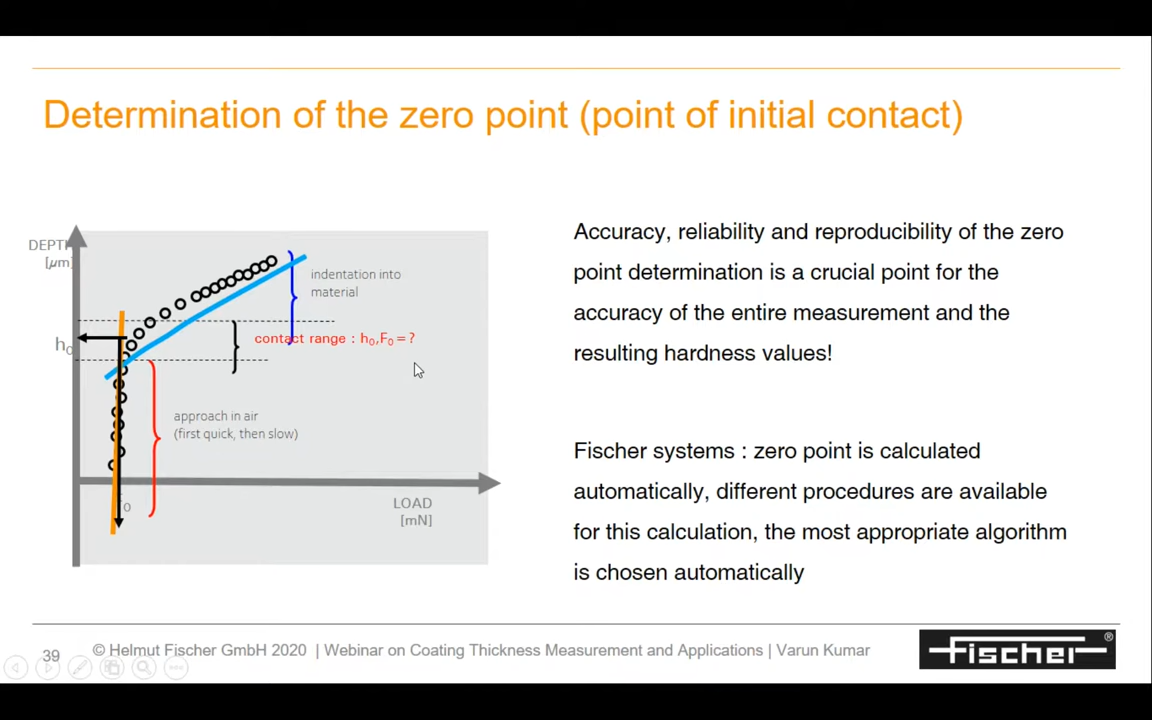 Determination of the zero point (point of initial contact)
DEPTH
[µm]
indentation into
material
contact range : h₀,F₀ = ?
h₀
approach in air
(first quick, then slow)
0
LOAD
[mN]
Accuracy, reliability and reproducibility of the zero
point determination is a crucial point for the
accuracy of the entire measurement and the
resulting hardness values!
Fischer systems : zero point is calculated
automatically, different procedures are available
for this calculation, the most appropriate algorithm
is chosen automatically
39
© Helmut Fischer GmbH 2020 | Webinar on Coating Thickness Measurement and Applications | Varun Kumar
fischer®